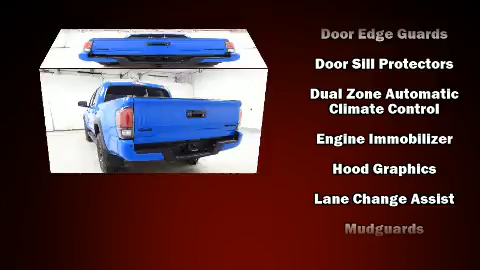 Door Edge Guards
Door Sill Protectors
Dual Zone Automatic
Climate Control
Engine Immobilizer
Hood Graphics
Lane Change Assist
Mudguards